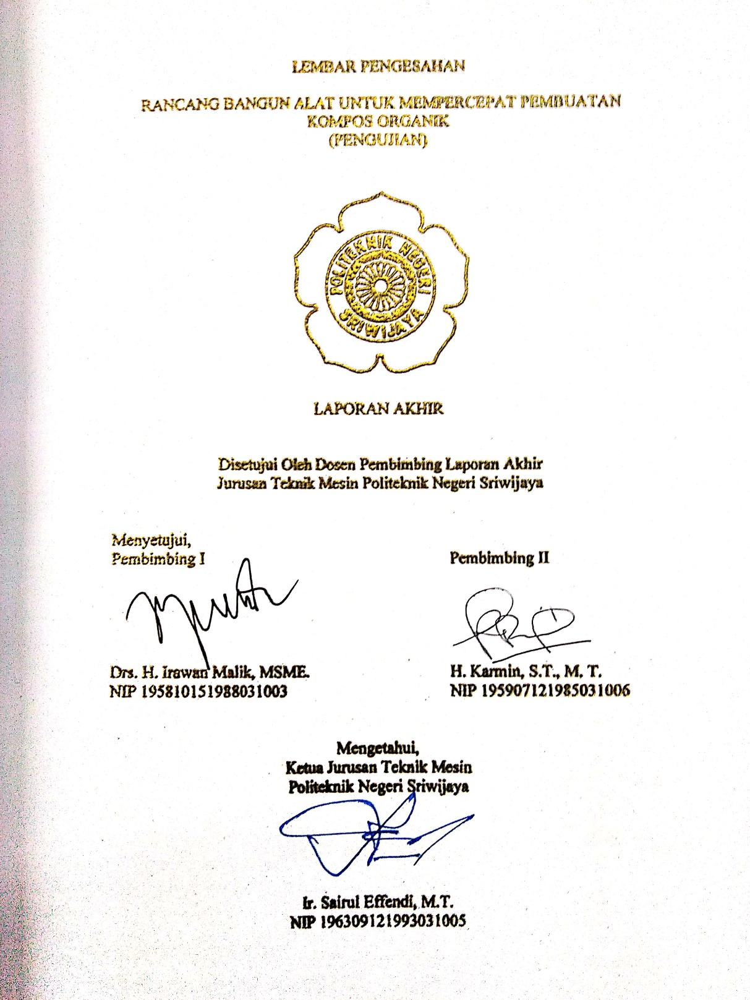 LEMBAR PENGESAHAN
RANCANG BANGUN ALAT UNTUK MEMPERCEPAT PEMBUATAN
KOMPOS ORGANIK
(PENGUJIAN)
POLITEKNIK NEGERI
SRIWIJAYA
LAPORAN AKHIR
Disetujui Oleh Dosen Pembimbing Laporan Akhir
Jurusan Teknik Mesin Politeknik Negeri Sriwijaya
Menyetujui,
Pembimbing I
Pembimbing II
Drs. H. Irawan Malik, MSME.
NIP 195810151988031003
H. Karmin, S.T., M. T.
NIP 195907121985031006
Mengetahui,
Ketua Jurusan Teknik Mesin
Politeknik Negeri Sriwijaya
Ir. Sairul Effendi, M.T.
NIP 196309121993031005